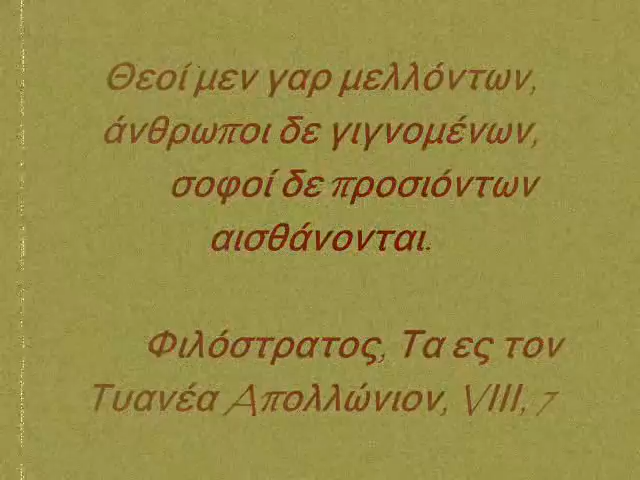 Θεοί μεν γαρ μελλόντων,
άνθρωποι δε γιγνομένων,
σοφοί δε προσιόντων
αισθάνονται.
Φιλόστρατος, Τα ες τον
Τυανέα Απολλώνιον, VIII, 7